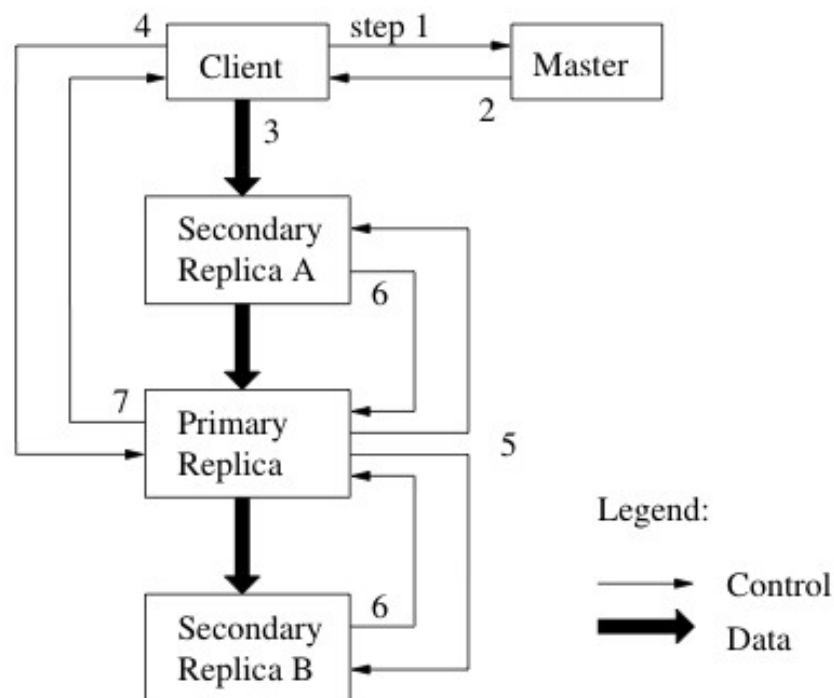 4
step 1
Client
Master
2
3
Secondary
Replica A
6
7
Primary
Replica
5
Legend:
Control
6
Secondary
Replica B
Data